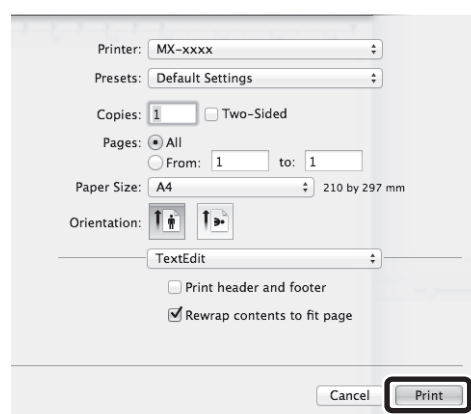 Printer: MX-xxxx
Presets: Default Settings
Copies: 1 Two-Sided
Pages: All
From: 1 to: 1
Paper Size: A4 210 by 297 mm
Orientation:
TextEdit
Print header and footer
Rewrap contents to fit page
Cancel Print